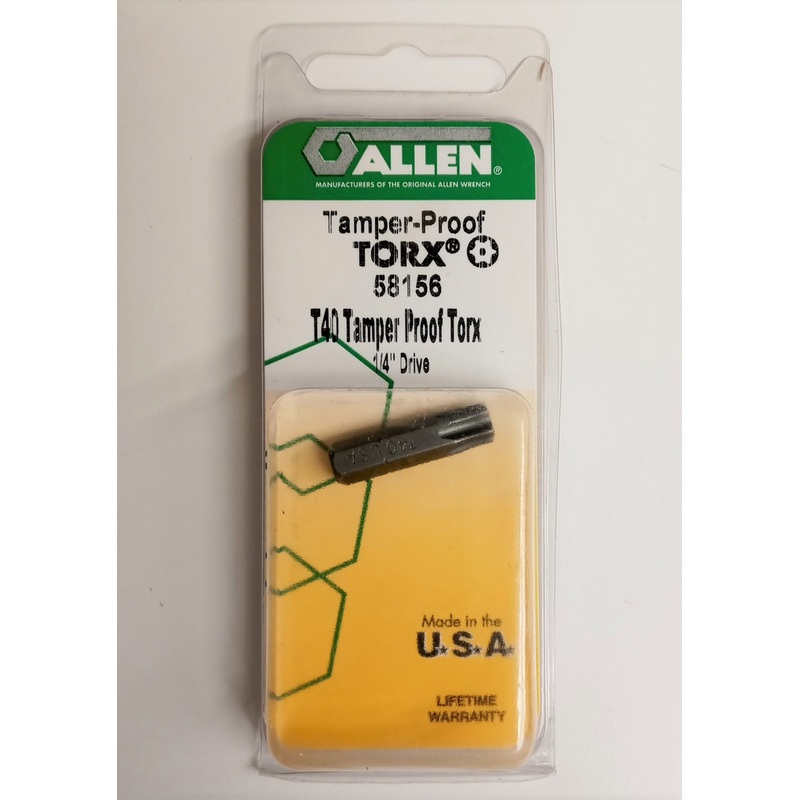 ALLEN®
MANUFACTURERS OF THE ORIGINAL ALLEN WRENCH
Tamper-Proof
TORX®
58156
T40 Tamper Proof Torx
1/4" Drive
T40 USA
Made in the
U.S.A.
LIFETIME
WARRANTY